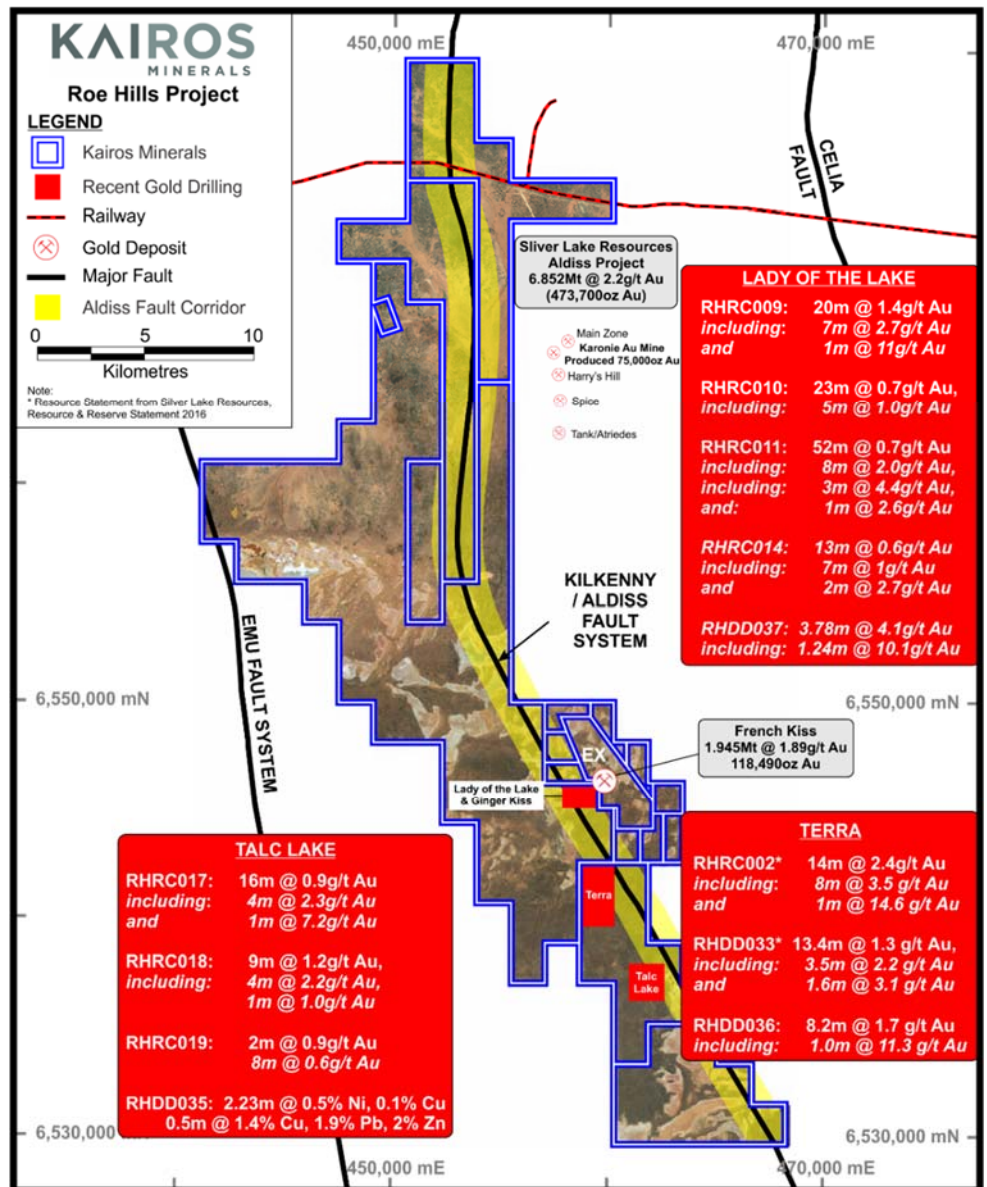 KAIROS
MINERALS
Roe Hills Project
LEGEND
Kairos Minerals
Recent Gold Drilling
Railway
Gold Deposit
Major Fault
Aldiss Fault Corridor
0 5 10
Kilometres
Note:
* Resource Statement from Silver Lake Resources,
Resource & Reserve Statement 2016
450,000 mE
470,000 mE
CELIA
FAULT
Sliver Lake Resources
Aldiss Project
6.852Mt @ 2.2g/t Au
(473,700oz Au)
Main Zone
Karonie Au Mine
Produced 75,000oz Au
Harry's Hill
Spice
Tank/Atriedes
LADY OF THE LAKE
RHRC009: 20m @ 1.4g/t Au
including: 7m @ 2.7g/t Au
and 1m @ 11g/t Au
RHRC010: 23m @ 0.7g/t Au,
including: 5m @ 1.0g/t Au
RHRC011: 52m @ 0.7g/t Au
including: 8m @ 2.0g/t Au,
including: 3m @ 4.4g/t Au,
and: 1m @ 2.6g/t Au
RHRC014: 13m @ 0.6g/t Au
including: 7m @ 1g/t Au
and 2m @ 2.7g/t Au
RHDD037: 3.78m @ 4.1g/t Au
including: 1.24m @ 10.1g/t Au
KILKENNY
/ ALDISS
FAULT
SYSTEM
EMU FAULT SYSTEM
6,550,000 mN
6,550,000 mN
French Kiss
1.945Mt @ 1.89g/t Au
118,490oz Au
EX
Lady of the Lake
& Ginger Kiss
Terra
Talc
Lake
TALC LAKE
RHRC017: 16m @ 0.9g/t Au
including: 4m @ 2.3g/t Au
and 1m @ 7.2g/t Au
RHRC018: 9m @ 1.2g/t Au,
including: 4m @ 2.2g/t Au,
1m @ 1.0g/t Au
RHRC019: 2m @ 0.9g/t Au
8m @ 0.6g/t Au
RHDD035: 2.23m @ 0.5% Ni, 0.1% Cu
0.5m @ 1.4% Cu, 1.9% Pb, 2% Zn
TERRA
RHRC002* 14m @ 2.4g/t Au
including: 8m @ 3.5 g/t Au
and 1m @ 14.6 g/t Au
RHDD033* 13.4m @ 1.3 g/t Au,
including: 3.5m @ 2.2 g/t Au
and 1.6m @ 3.1 g/t Au
RHDD036: 8.2m @ 1.7 g/t Au
including: 1.0m @ 11.3 g/t Au
6,530,000 mN
6,530,000 mN
450,000 mE
470,000 mE